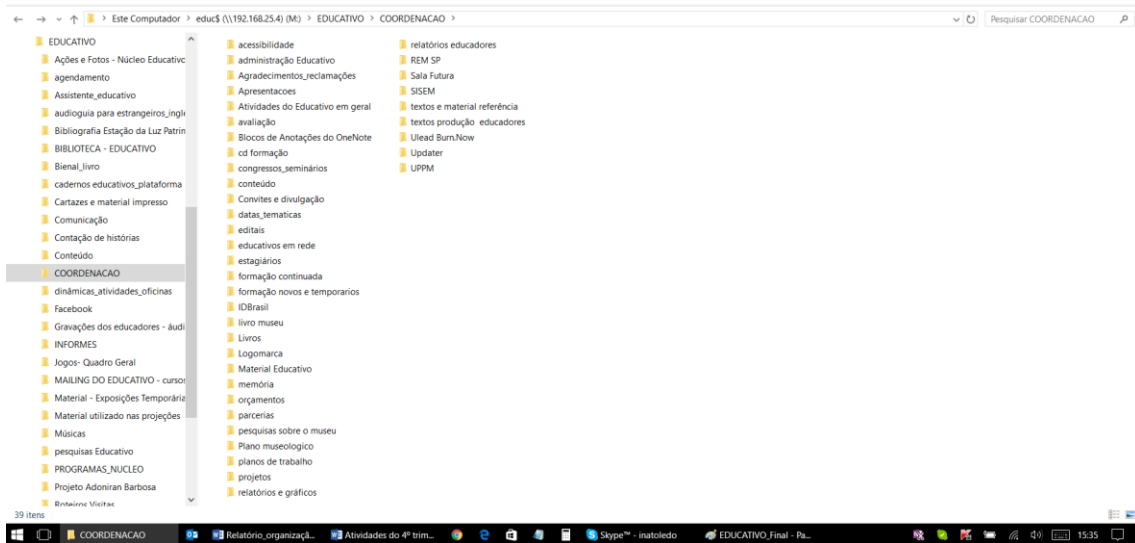 Este Computador > educ$ (\\192.168.25.4) (M:) > EDUCATIVO > COORDENACAO >
Pesquisar COORDENACAO
EDUCATIVO
Ações e Fotos - Núcleo Educativo
agendamento
Assistente_educativo
audioguia para estrangeiros_ingl
Bibliografia Estação da Luz Patrin
BIBLIOTECA - EDUCATIVO
Bienal_livro
cadernos educativos_plataforma
Cartazes e material impresso
Comunicação
Contação de histórias
Conteúdo
COORDENACAO
dinâmicas_atividades_oficinas
Facebook
Gravações dos educadores - áudi
INFORMES
Jogos- Quadro Geral
MAILING DO EDUCATIVO - cursos
Material - Exposições Temporária
Material utilizado nas projeções
Músicas
pesquisas Educativo
PROGRAMAS_NUCLEO
Projeto Adoniran Barbosa
Roteiros Visitas
acessibilidade
administração Educativo
Agradecimentos_reclamações
Apresentacoes
Atividades do Educativo em geral
avaliação
Blocos de Anotações do OneNote
cd formação
congressos_seminários
conteúdo
Convites e divulgação
datas_tematicas
editais
educativos em rede
estagiários
formação continuada
formação novos e temporarios
IDBrasil
livro museu
Livros
Logomarca
Material Educativo
memória
orçamentos
parcerias
pesquisas sobre o museu
Plano museologico
planos de trabalho
projetos
relatórios e gráficos
relatórios educadores
REM SP
Sala Futura
SISEM
textos e material referência
textos produção educadores
Ulead Burn.Now
Updater
UPPM
39 itens
COORDENACAO
Relatório_organizaçã...
Atividades do 4º trim...
Skype™ - inatoledo
EDUCATIVO_Final - Pa...
15:35